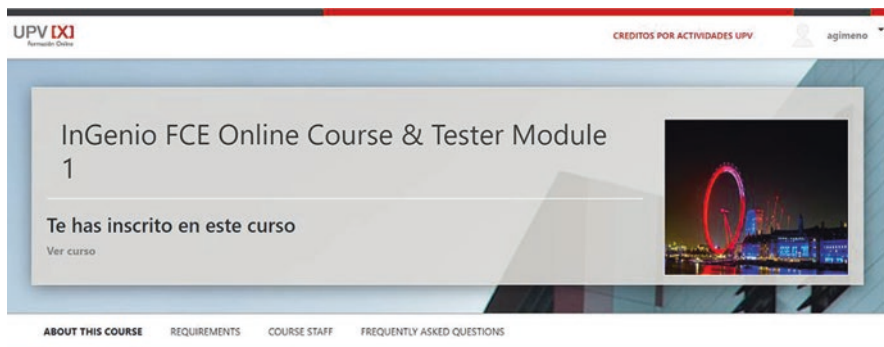 UPV [X]
Formación Online
CREDITOS POR ACTIVIDADES UPV
agimeno
InGenio FCE Online Course & Tester Module
1
Te has inscrito en este curso
Ver curso
ABOUT THIS COURSE REQUIREMENTS COURSE STAFF FREQUENTLY ASKED QUESTIONS